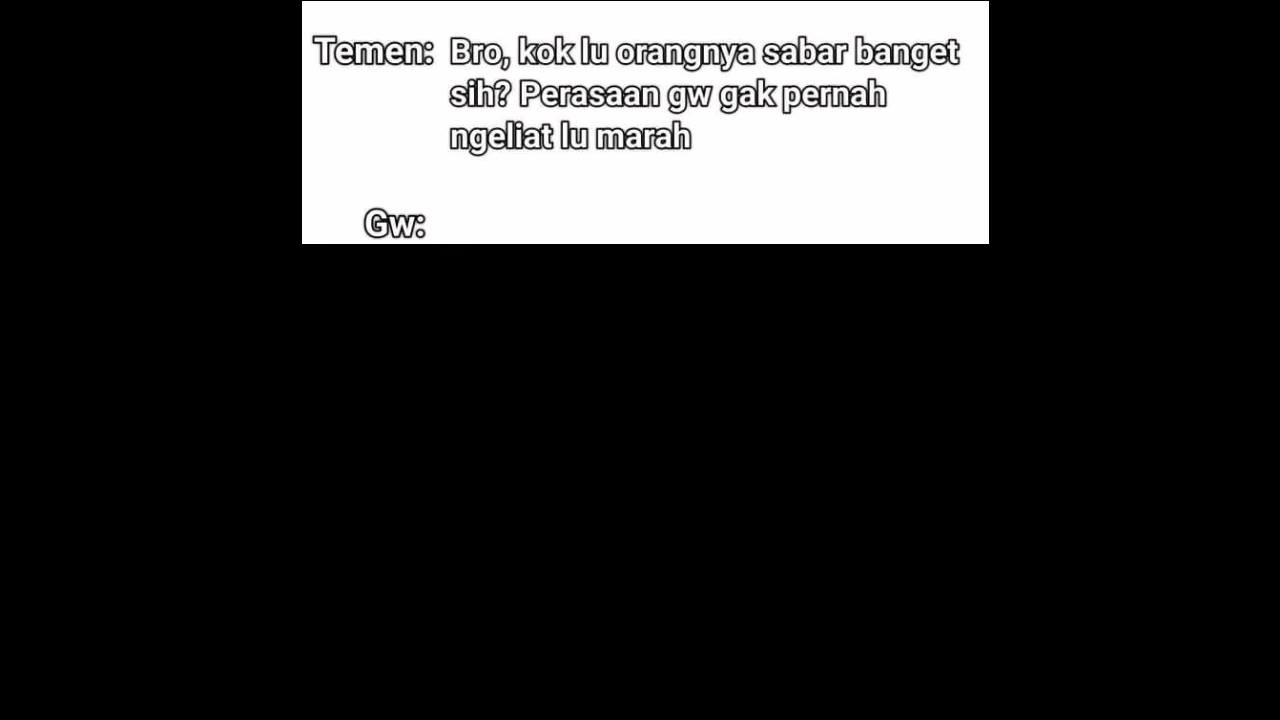 Temen: Bro, kok lu orangnya sabar banget
sih? Perasaan gw gak pernah
ngeliat lu marah
Gw: